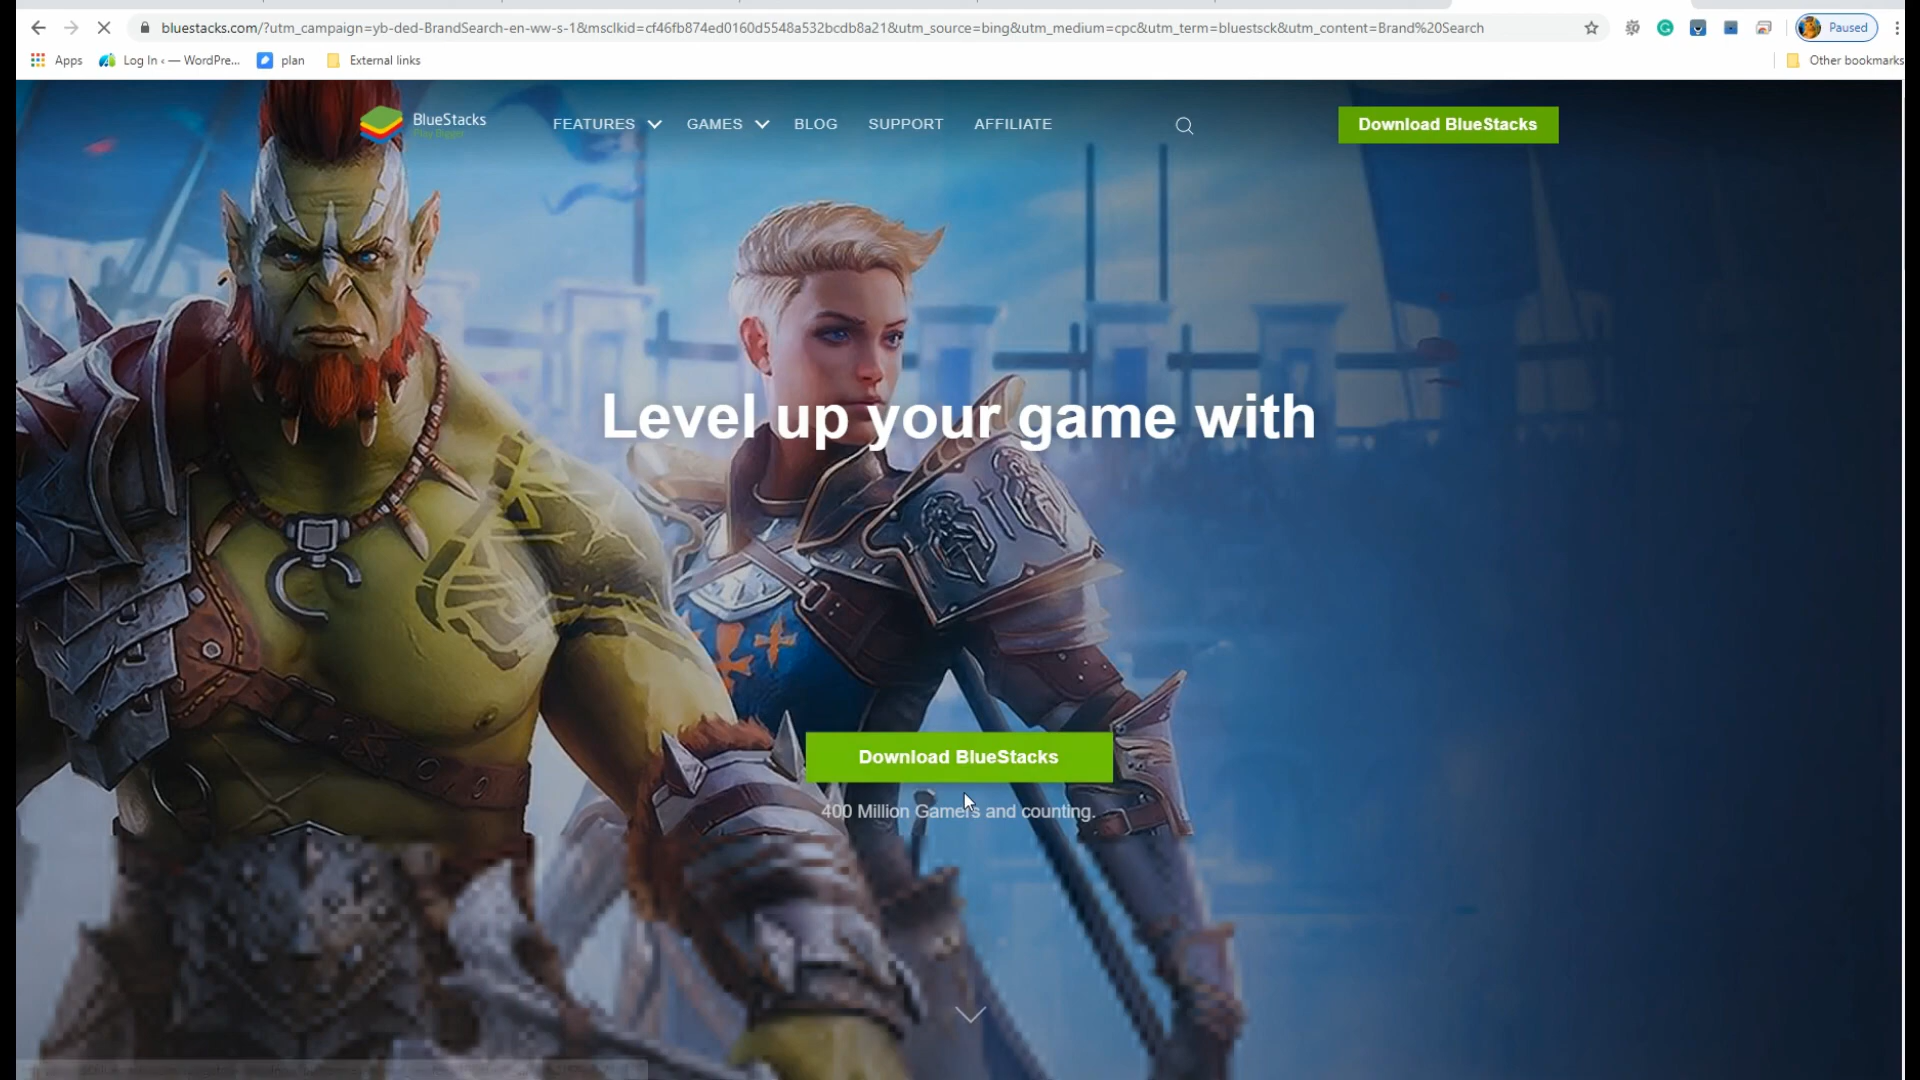 bluestacks.com/?utm_campaign=yb-ded-BrandSearch-en-ww-s-1&msclkid=cf46fb874ed0160d5548a532bcdb8a21&utm_source=bing&utm_medium=cpc&utm_term=bluestsck&utm_content=Brand%20Search
Paused
Apps
Log In ‹ — WordPre...
plan
External links
Other bookmarks
BlueStacks
Play Bigger
FEATURES
GAMES
BLOG
SUPPORT
AFFILIATE
Download BlueStacks
Level up your game with
Download BlueStacks
400 Million Gamers and counting.